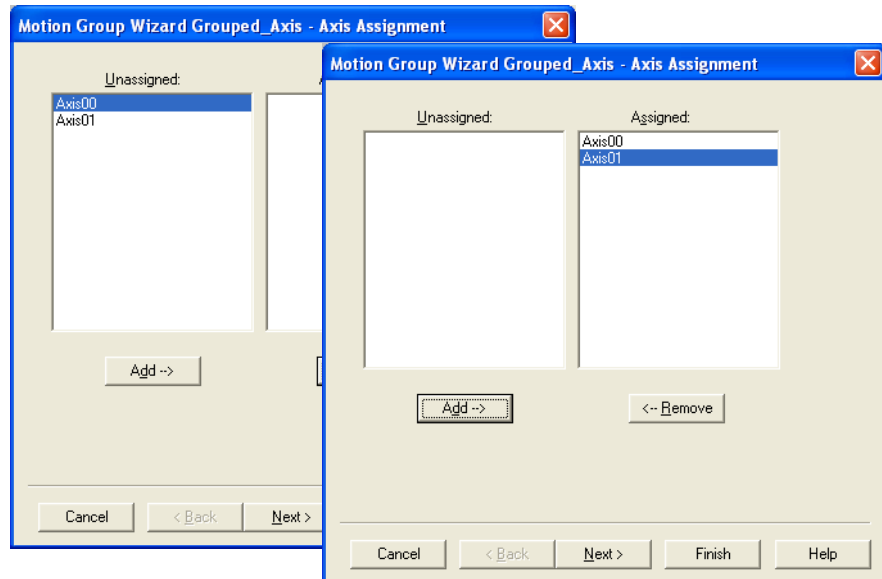 Motion Group Wizard Grouped_Axis - Axis Assignment
Unassigned:
Axis00
Axis01
Add -->
Cancel
< Back
Next >
Motion Group Wizard Grouped_Axis - Axis Assignment
Unassigned:
Assigned:
Axis00
Axis01
Add -->
<-- Remove
Cancel
< Back
Next >
Finish
Help